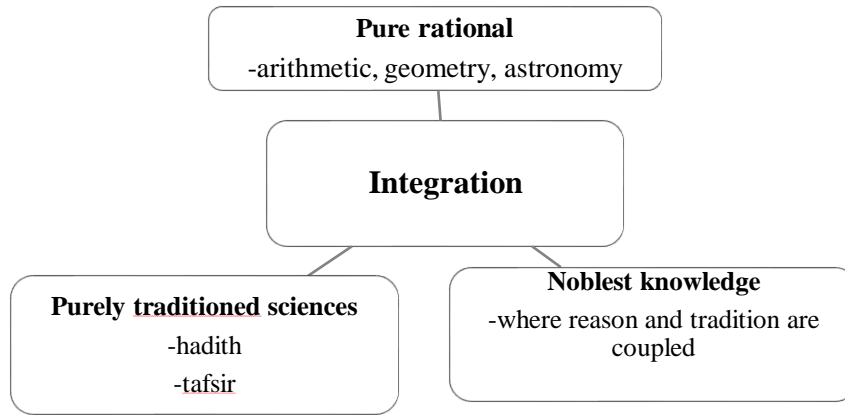 Pure rational
-arithmetic, geometry, astronomy
Integration
Purely traditioned sciences
-hadith
-tafsir
Noblest knowledge
-where reason and tradition are
coupled